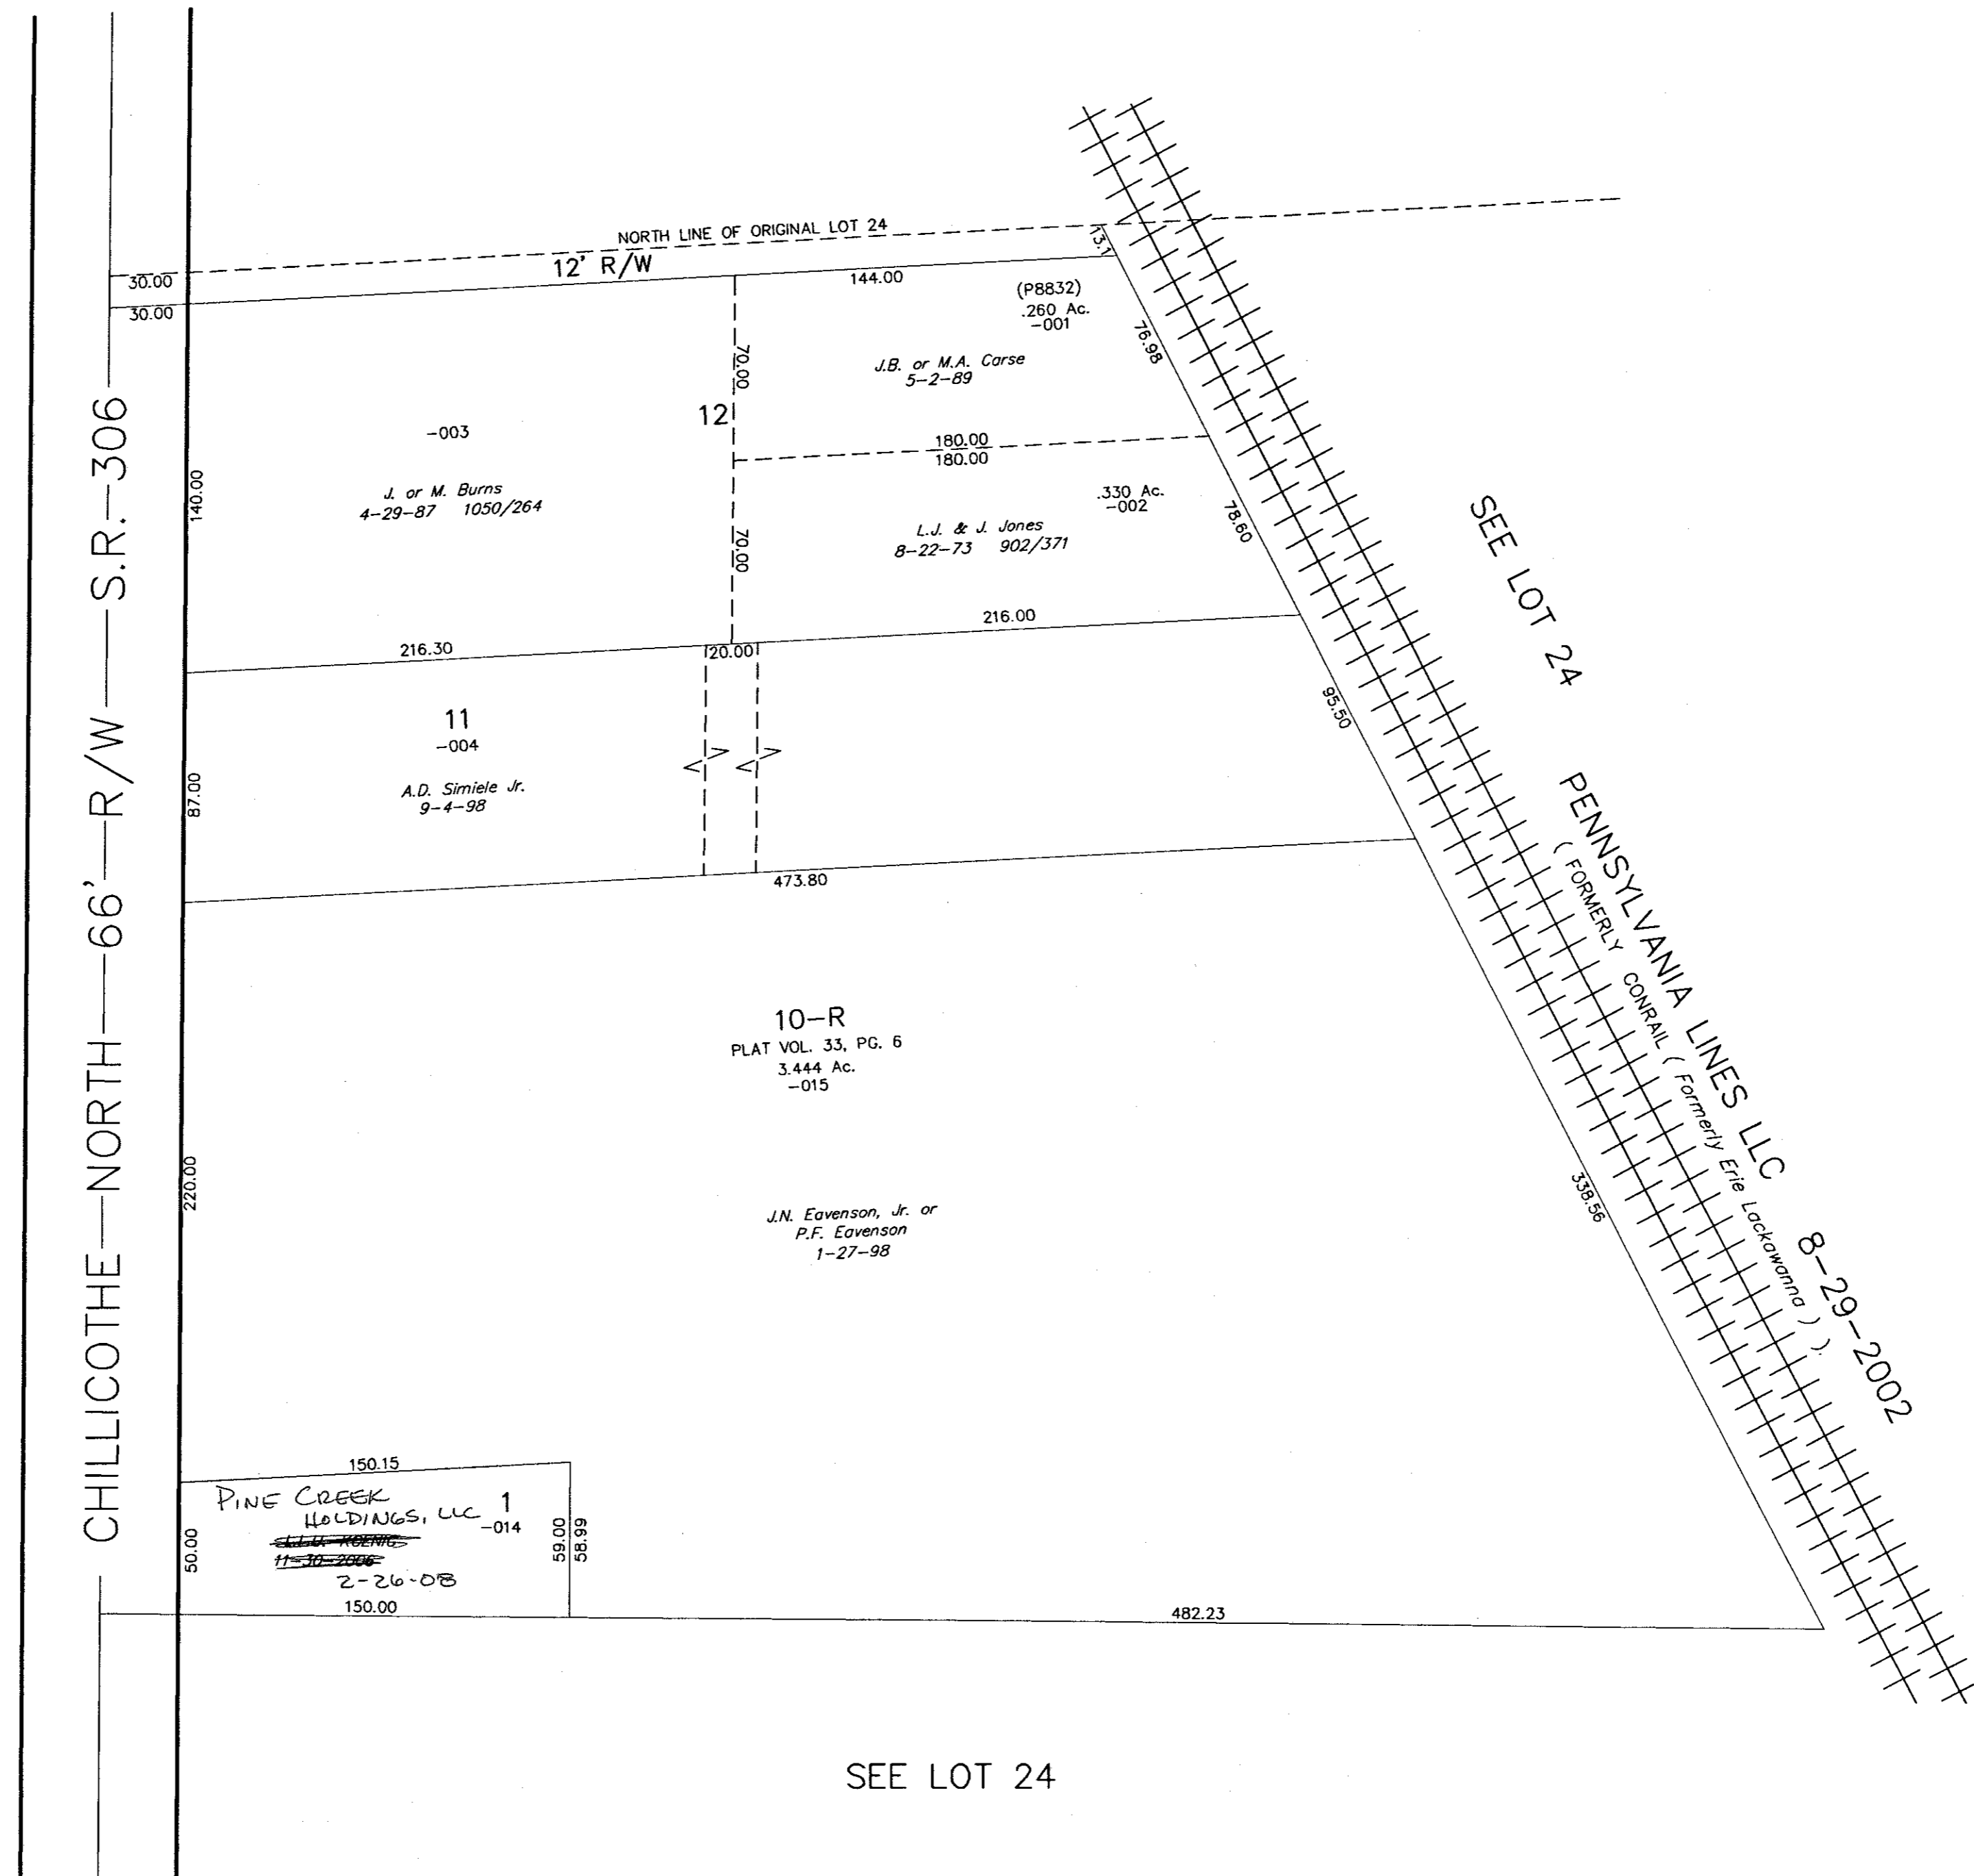 NORTH LINE OF ORIGINAL LOT 24
12' R/W
30.00
30.00
144.00
13.1
(P8832)
.260 Ac.
-001
76.98
70.00
J.B. or M.A. Carse
5-2-89
12
-003
180.00
180.00
J. or M. Burns
4-29-87 1050/264
140.00
.330 Ac.
-002
78.60
70.00
L.J. & J. Jones
8-22-73 902/371
216.00
216.30
20.00
95.50
11
-004
87.00
A.D. Simiele Jr.
9-4-98
473.80
10-R
PLAT VOL. 33, PG. 6
3.444 Ac.
-015
220.00
338.56
J.N. Eavenson, Jr. or
P.F. Eavenson
1-27-98
150.15
PINE CREEK
HOLDINGS, LLC
1
-014
KOENIG
11-30-2006
2-26-08
50.00
59.00
58.99
150.00
482.23
CHILLICOTHE NORTH 66' R/W S.R. 306
SEE LOT 24
PENNSYLVANIA LINES LLC 8-29-2002
( FORMERLY CONRAIL ( Formerly Erie Lackawanna ) ).
SEE LOT 24